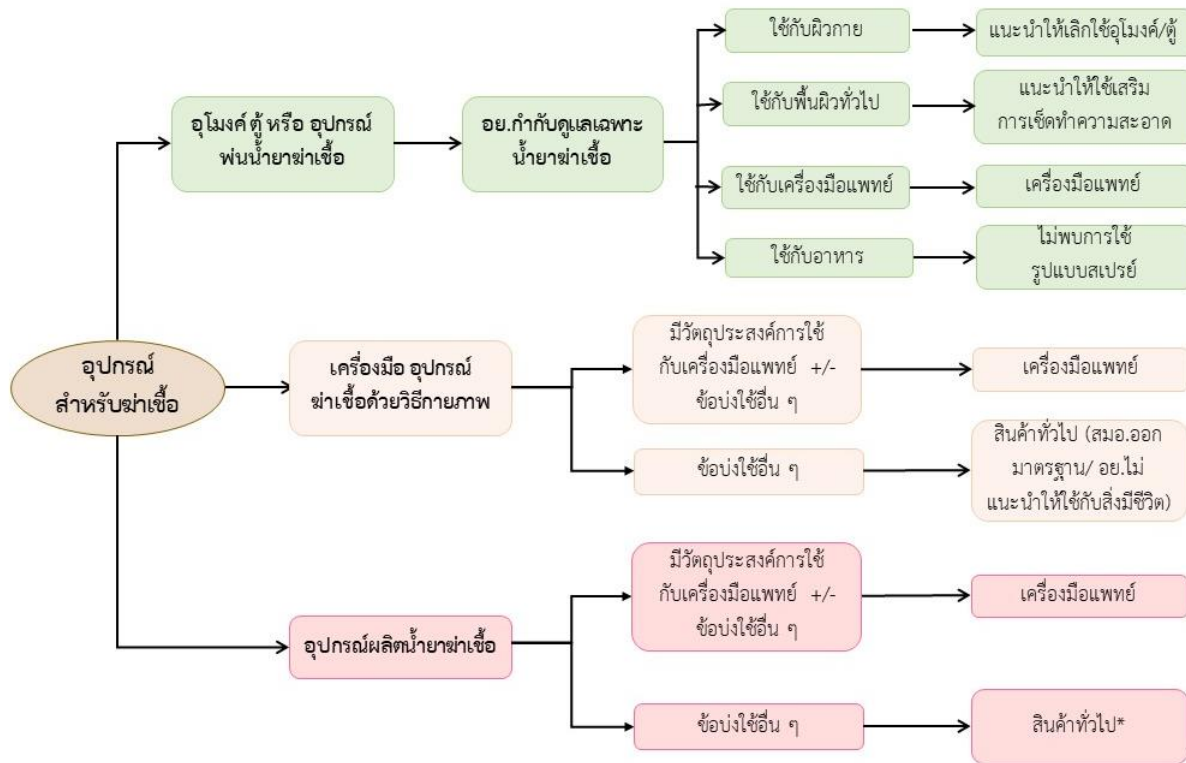 ใช้กับผิวกาย
แนะนำให้เลิกใช้อุโมงค์/ตู้
อุโมงค์ ตู้ หรือ อุปกรณ์
พ่นน้ำยาฆ่าเชื้อ
อย.กำกับดูแลเฉพาะ
น้ำยาฆ่าเชื้อ
ใช้กับพื้นผิวทั่วไป
แนะนำให้ใช้เสริม
การเช็ดทำความสะอาด
ใช้กับเครื่องมือแพทย์
เครื่องมือแพทย์
ใช้กับอาหาร
ไม่พบการใช้
รูปแบบสเปรย์
อุปกรณ์
สำหรับฆ่าเชื้อ
เครื่องมือ อุปกรณ์
ฆ่าเชื้อด้วยวิธีกายภาพ
มีวัตถุประสงค์การใช้
กับเครื่องมือแพทย์ +/-
ข้อบ่งใช้อื่น ๆ
เครื่องมือแพทย์
ข้อบ่งใช้อื่น ๆ
สินค้าทั่วไป (สมอ.ออก
มาตรฐาน/ อย.ไม่
แนะนำให้ใช้กับสิ่งมีชีวิต)
อุปกรณ์ผลิตน้ำยาฆ่าเชื้อ
มีวัตถุประสงค์การใช้
กับเครื่องมือแพทย์ +/-
ข้อบ่งใช้อื่น ๆ
เครื่องมือแพทย์
ข้อบ่งใช้อื่น ๆ
สินค้าทั่วไป*